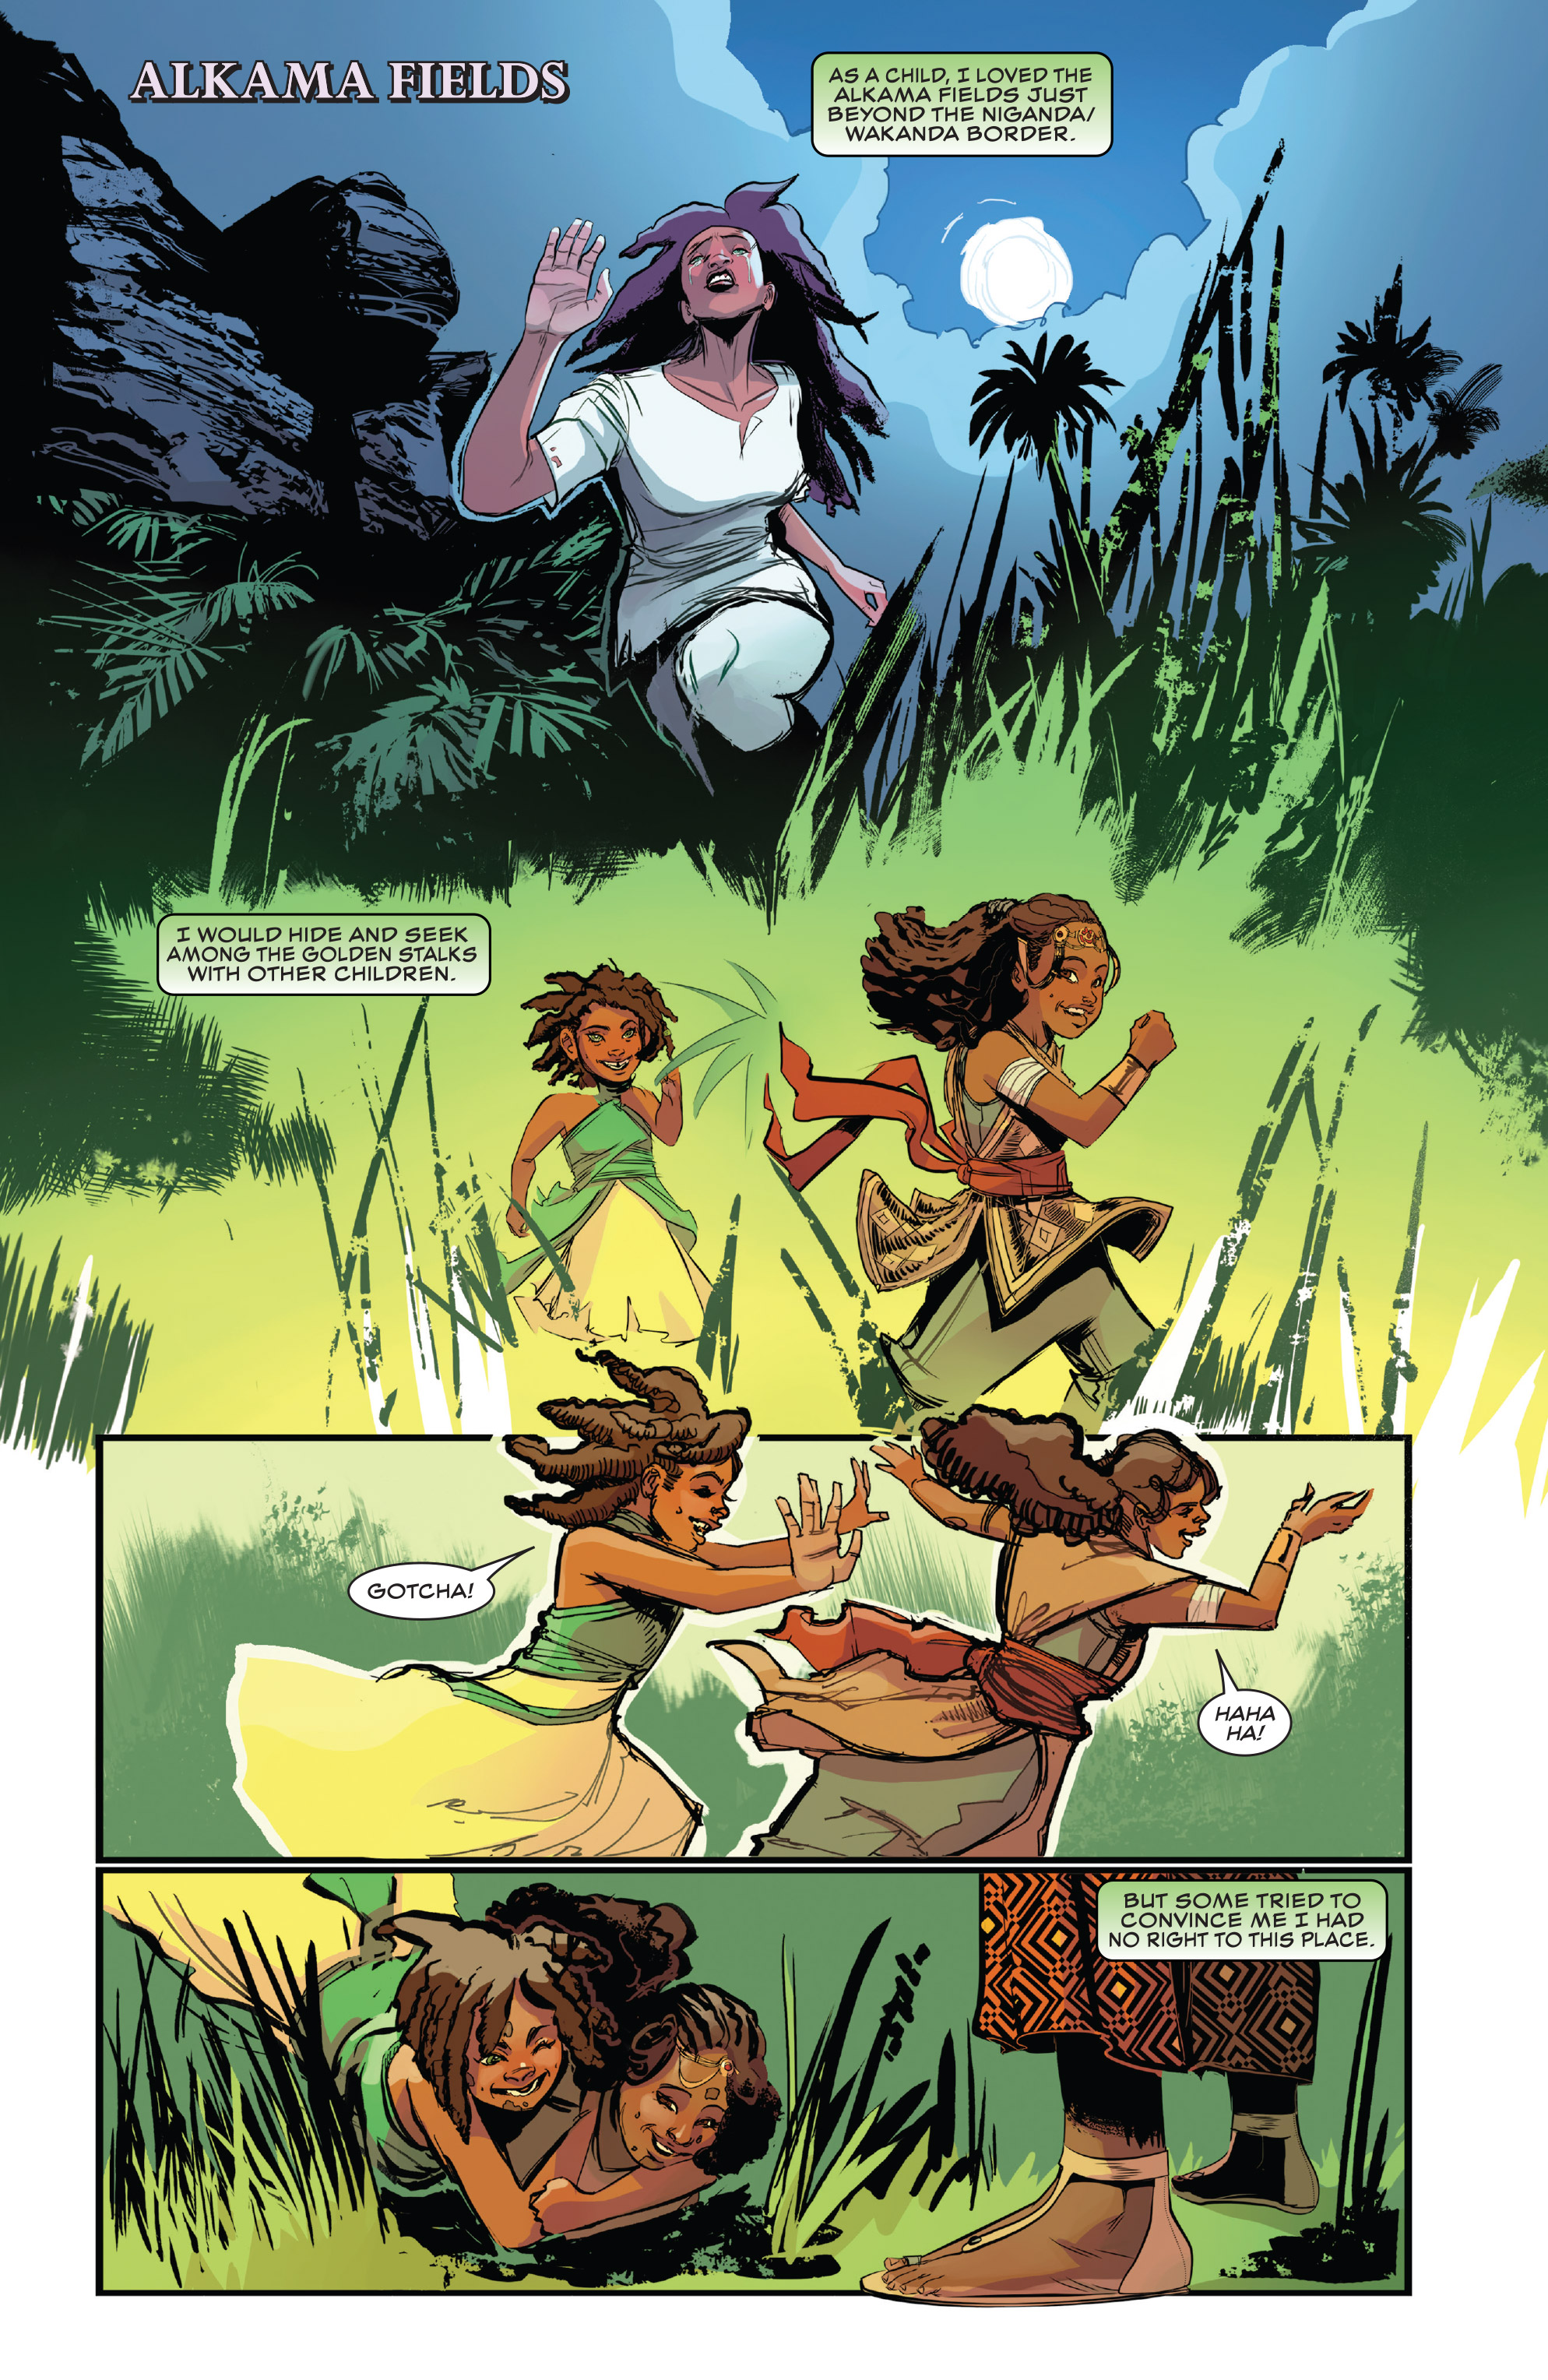 ALKAMA FIELDS
AS A CHILD, I LOVED THE
ALKAMA FIELDS JUST
BEYOND THE NIGANDA/
WAKANDA BORDER.
I WOULD HIDE AND SEEK
AMONG THE GOLDEN STALKS
WITH OTHER CHILDREN.
GOTCHA!
HAHA
HA!
BUT SOME TRIED TO
CONVINCE ME I HAD
NO RIGHT TO THIS PLACE.